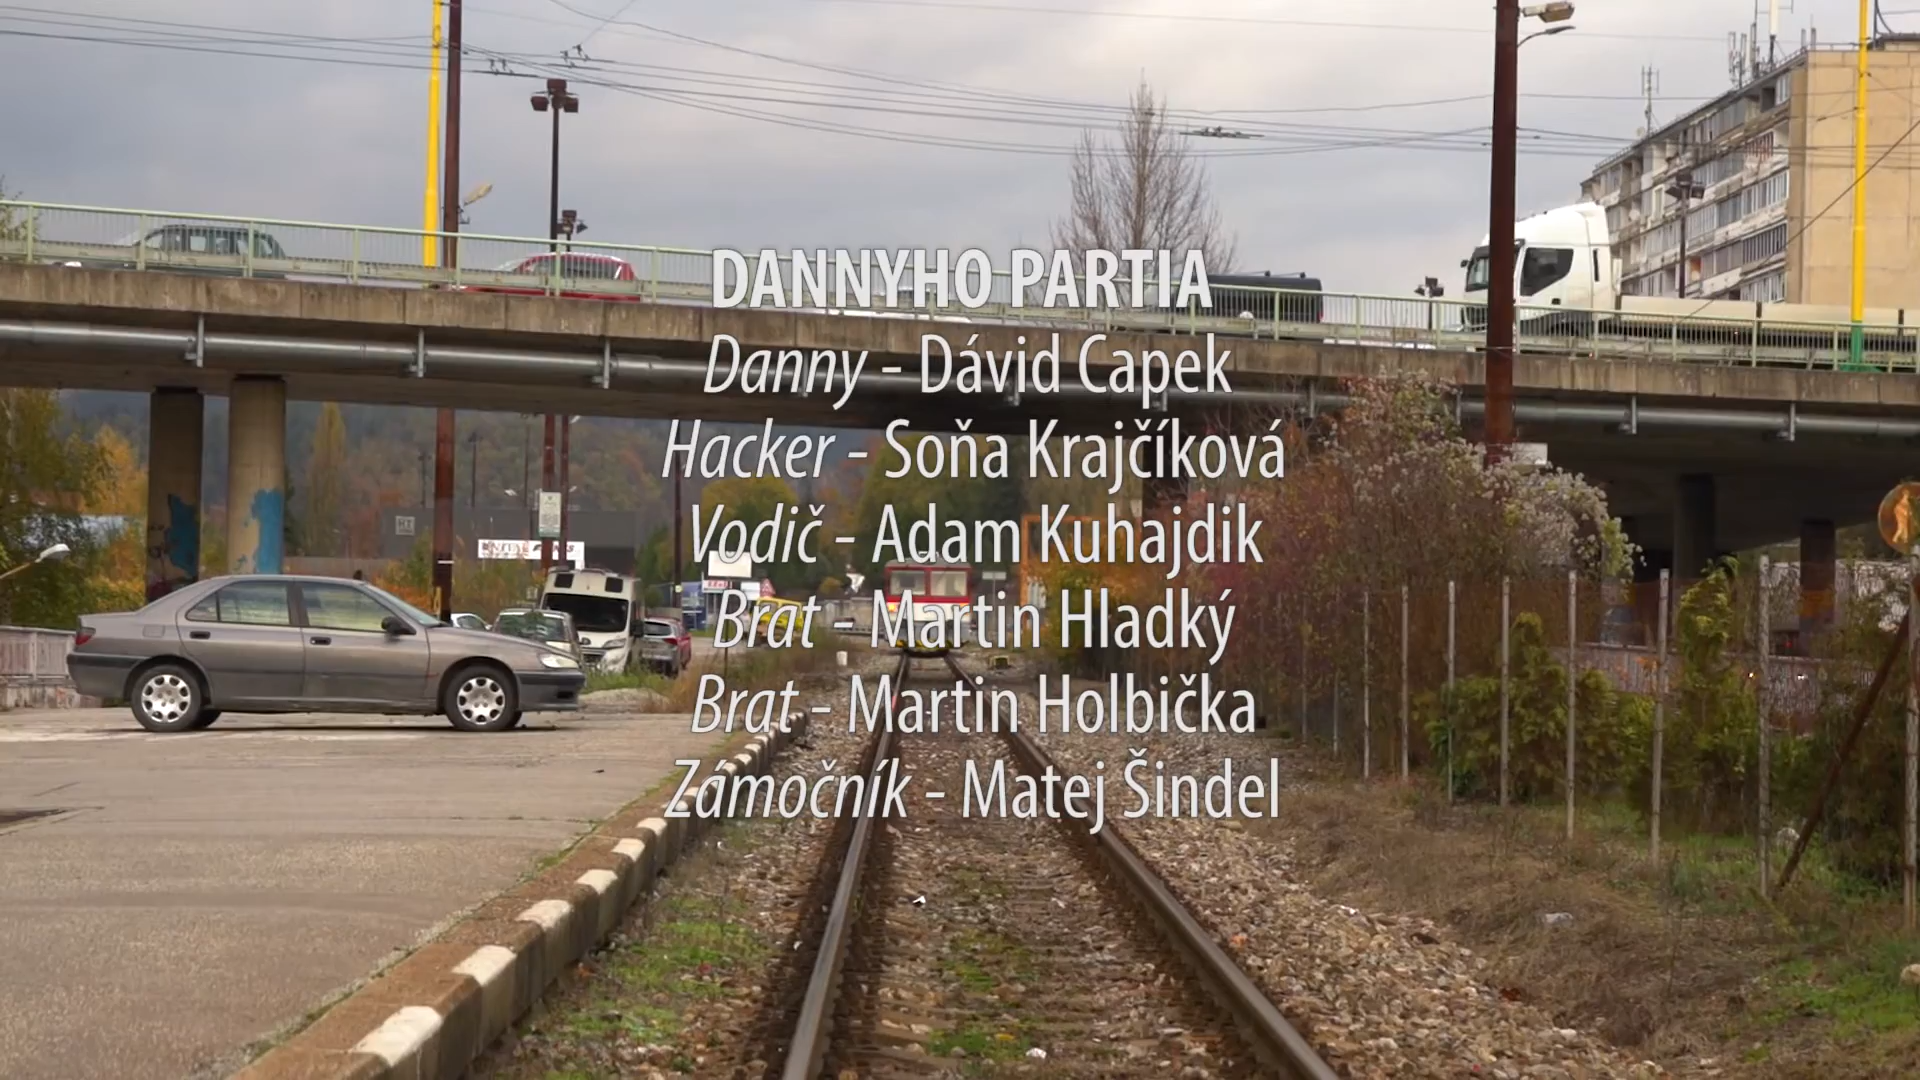 DANNYHO PARTIA
Danny - Dávid Capek
Hacker - Soňa Krajčíková
Vodič - Adam Kuhajdik
Brat - Martin Hladký
Brat - Martin Holbička
Zámočník - Matej Šindel